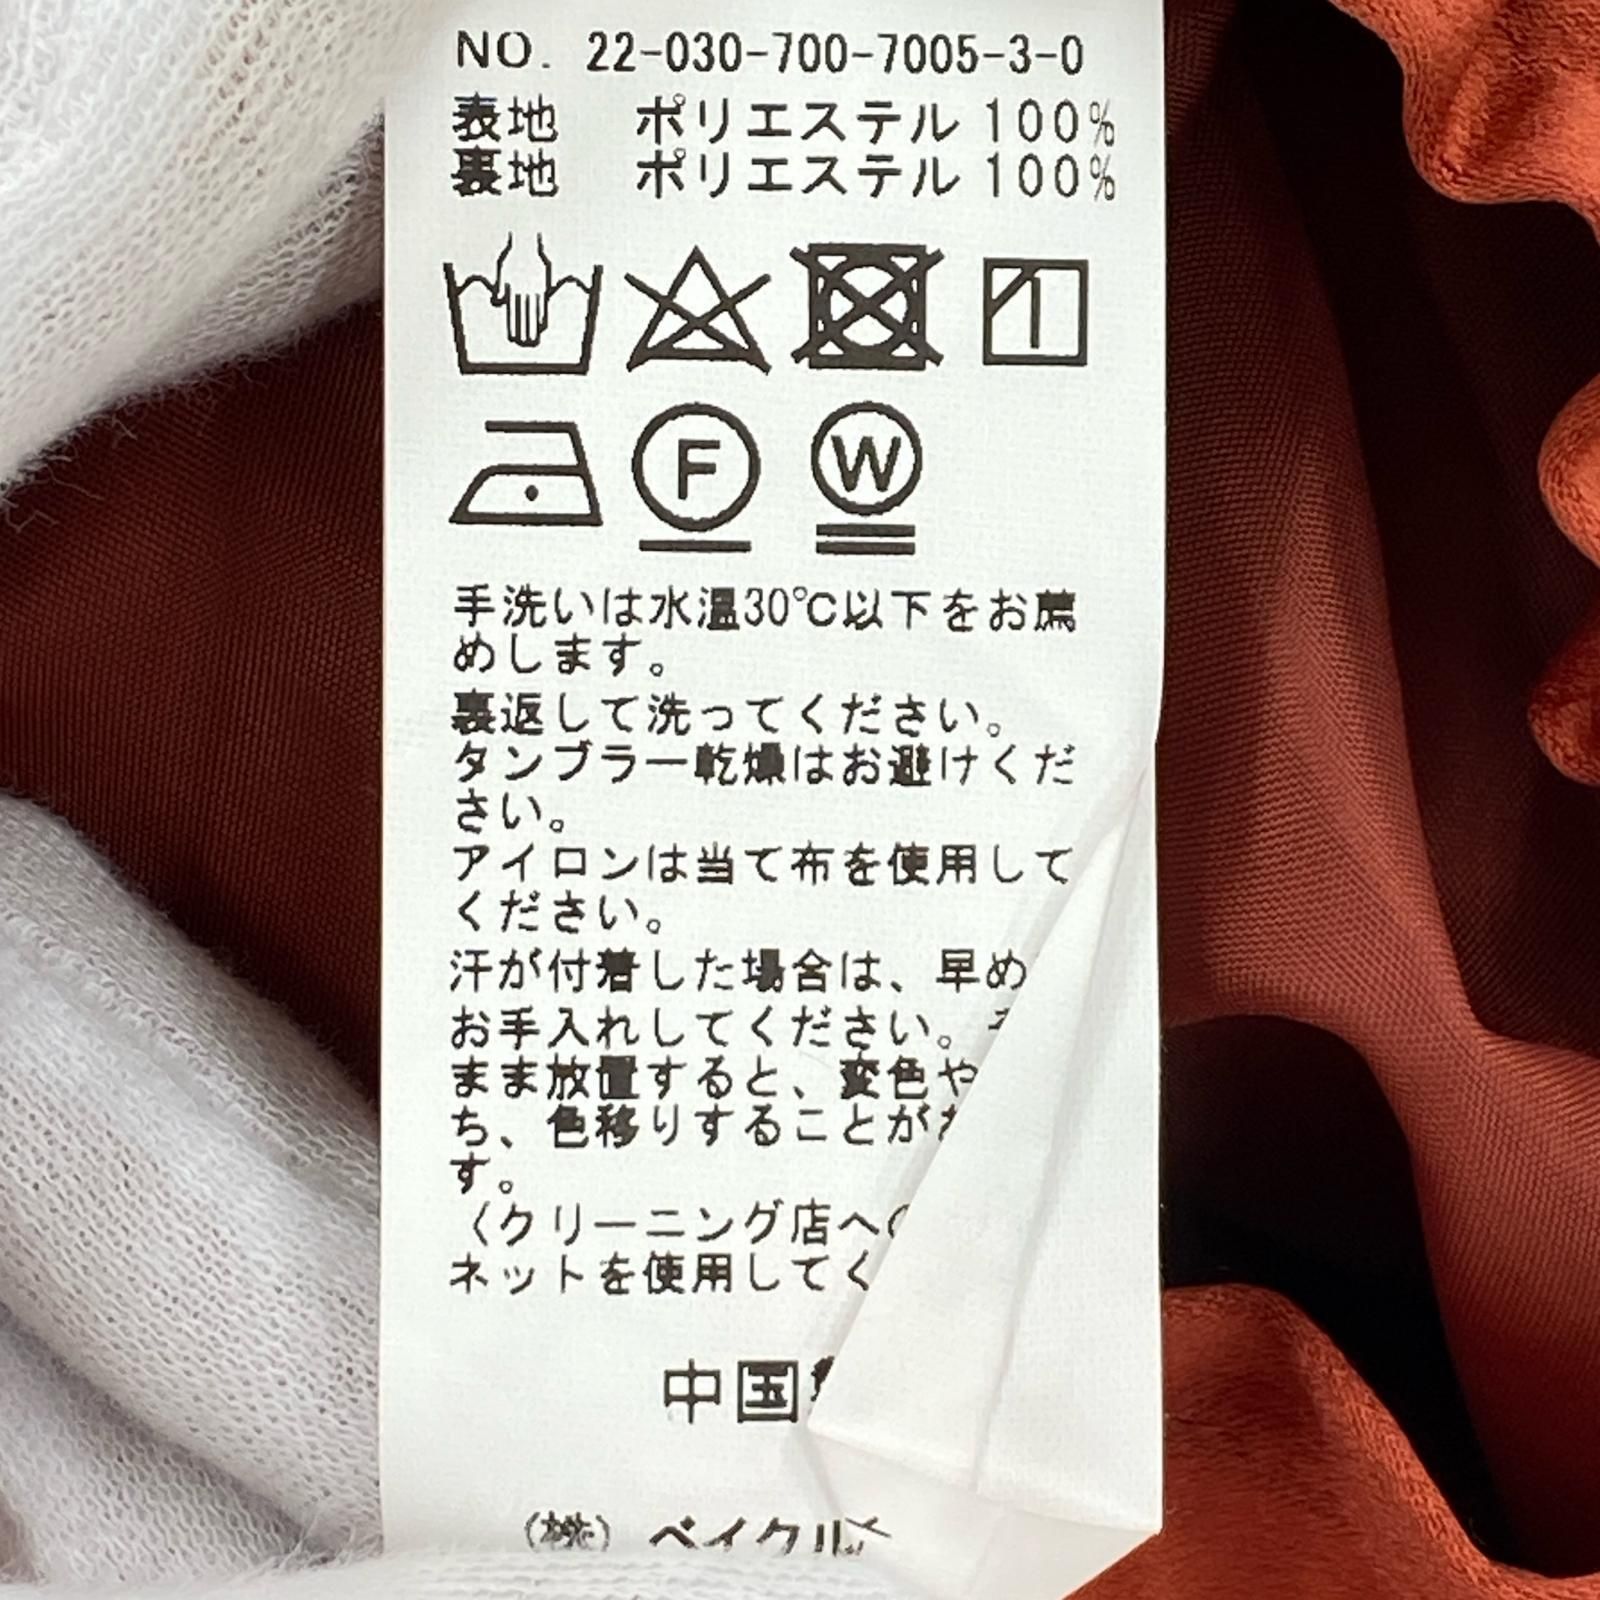 NO. 22-030-700-7005-3-0
表地 ポリエステル 100%
裏地 ポリエステル 100%
F W
手洗いは水温30℃以下をお薦
めします。
裏返して洗ってください。
タンブラー乾燥はお避けくだ
さい。
アイロンは当て布を使用して
ください。
汗が付着した場合は、早め
お手入れしてください。
まま放置すると、変色や
ち、色移りすることが
す。
〈クリーニング店へ
ネットを使用してく
中国
(株) ベイクル